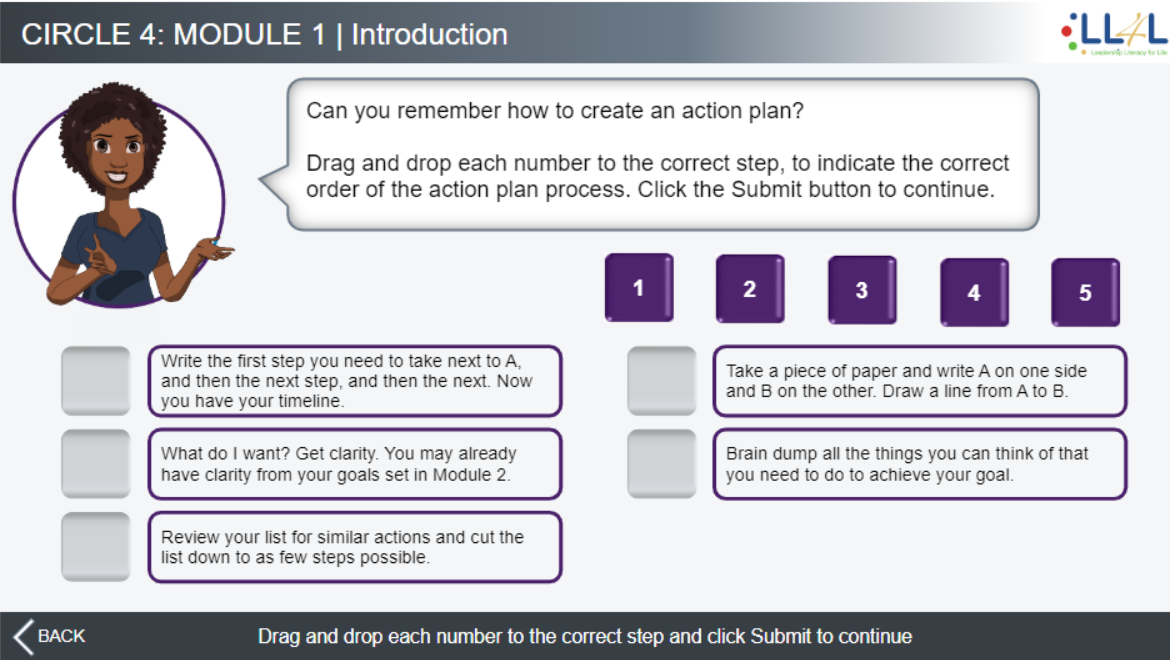 CIRCLE 4: MODULE 1 | Introduction
LL4L
Leadership Literacy for Life
Can you remember how to create an action plan?
Drag and drop each number to the correct step, to indicate the correct
order of the action plan process. Click the Submit button to continue.
1 2 3 4 5
Write the first step you need to take next to A,
and then the next step, and then the next. Now
you have your timeline.
Take a piece of paper and write A on one side
and B on the other. Draw a line from A to B.
What do I want? Get clarity. You may already
have clarity from your goals set in Module 2.
Brain dump all the things you can think of that
you need to do to achieve your goal.
Review your list for similar actions and cut the
list down to as few steps possible.
BACK
Drag and drop each number to the correct step and click Submit to continue